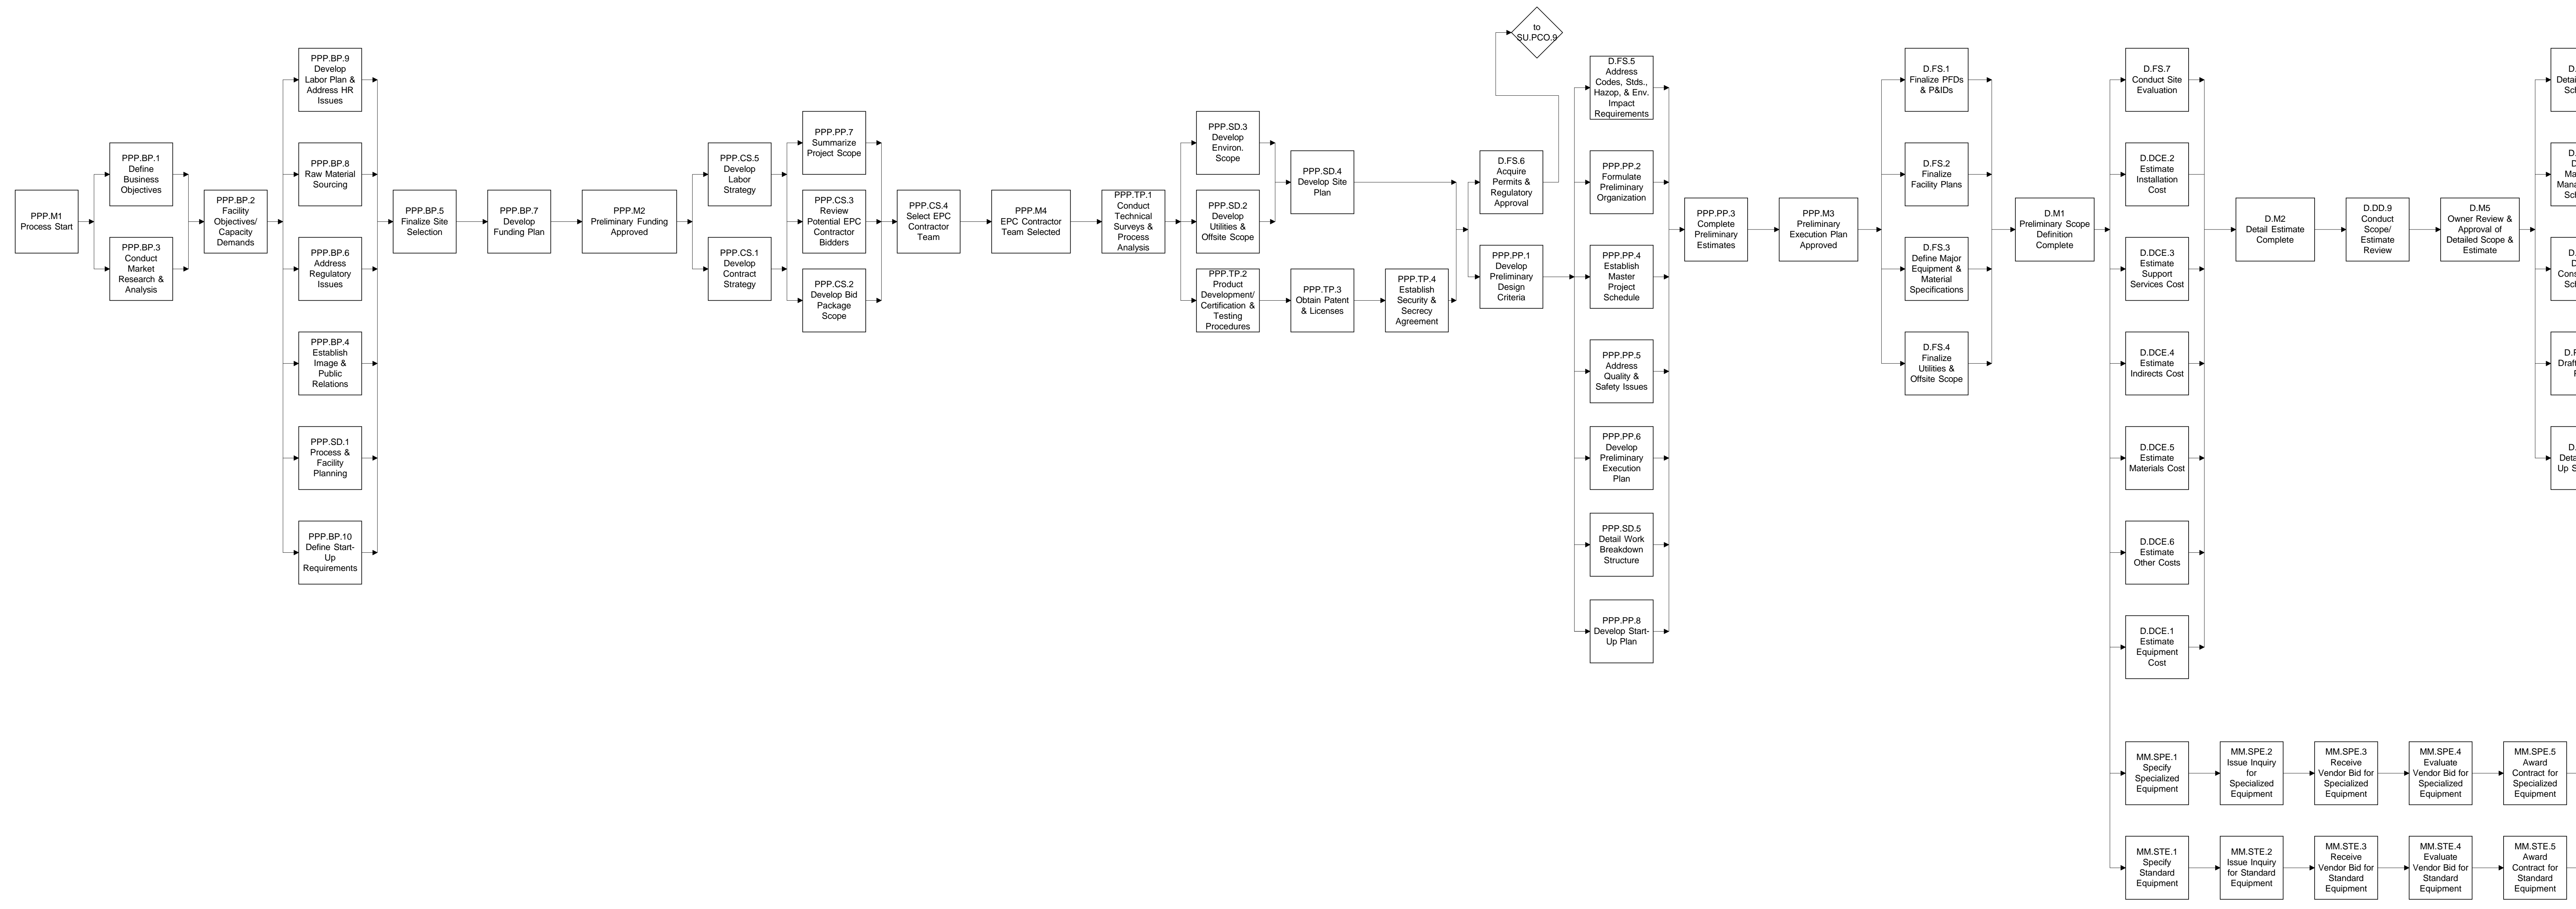 PPP.M1
Process Start
PPP.BP.1
Define
Business
Objectives
PPP.BP.3
Conduct
Market
Research &
Analysis
PPP.BP.2
Facility
Objectives/
Capacity
Demands
PPP.BP.9
Develop
Labor Plan &
Address HR
Issues
PPP.BP.8
Raw Material
Sourcing
PPP.BP.6
Address
Regulatory
Issues
PPP.BP.4
Establish
Image &
Public
Relations
PPP.SD.1
Process &
Facility
Planning
PPP.BP.10
Define Start-
Up
Requirements
PPP.BP.5
Finalize Site
Selection
PPP.BP.7
Develop
Funding Plan
PPP.M2
Preliminary Funding
Approved
PPP.CS.5
Develop
Labor
Strategy
PPP.CS.1
Develop
Contract
Strategy
PPP.PP.7
Summarize
Project Scope
PPP.CS.3
Review
Potential EPC
Contractor
Bidders
PPP.CS.2
Develop Bid
Package
Scope
PPP.CS.4
Select EPC
Contractor
Team
PPP.M4
EPC Contractor
Team Selected
PPP.TP.1
Conduct
Technical
Surveys &
Process
Analysis
PPP.SD.3
Develop
Environ.
Scope
PPP.SD.2
Develop
Utilities &
Offsite Scope
PPP.TP.2
Product
Development/
Certification &
Testing
Procedures
PPP.SD.4
Develop Site
Plan
PPP.TP.3
Obtain Patent
& Licenses
PPP.TP.4
Establish
Security &
Secrecy
Agreement
to
SU.PCO.9
D.FS.6
Acquire
Permits &
Regulatory
Approval
PPP.PP.1
Develop
Preliminary
Design
Criteria
D.FS.5
Address
Codes, Stds.,
Hazop, & Env.
Impact
Requirements
PPP.PP.2
Formulate
Preliminary
Organization
PPP.PP.4
Establish
Master
Project
Schedule
PPP.PP.5
Address
Quality &
Safety Issues
PPP.PP.6
Develop
Preliminary
Execution
Plan
PPP.SD.5
Detail Work
Breakdown
Structure
PPP.PP.8
Develop Start-
Up Plan
PPP.PP.3
Complete
Preliminary
Estimates
PPP.M3
Preliminary
Execution Plan
Approved
D.FS.1
Finalize PFDs
& P&IDs
D.FS.2
Finalize
Facility Plans
D.FS.3
Define Major
Equipment &
Material
Specifications
D.FS.4
Finalize
Utilities &
Offsite Scope
D.M1
Preliminary Scope
Definition
Complete
D.FS.7
Conduct Site
Evaluation
D.DCE.2
Estimate
Installation
Cost
D.DCE.3
Estimate
Support
Services Cost
D.DCE.4
Estimate
Indirects Cost
D.DCE.5
Estimate
Materials Cost
D.DCE.6
Estimate
Other Costs
D.DCE.1
Estimate
Equipment
Cost
D.M2
Detail Estimate
Complete
D.DD.9
Conduct
Scope/
Estimate
Review
D.M5
Owner Review &
Approval of
Detailed Scope &
Estimate
MM.SPE.1
Specify
Specialized
Equipment
MM.SPE.2
Issue Inquiry
for
Specialized
Equipment
MM.SPE.3
Receive
Vendor Bid for
Specialized
Equipment
MM.SPE.4
Evaluate
Vendor Bid for
Specialized
Equipment
MM.SPE.5
Award
Contract for
Specialized
Equipment
MM.STE.1
Specify
Standard
Equipment
MM.STE.2
Issue Inquiry
for Standard
Equipment
MM.STE.3
Receive
Vendor Bid for
Standard
Equipment
MM.STE.4
Evaluate
Vendor Bid for
Standard
Equipment
MM.STE.5
Award
Contract for
Standard
Equipment